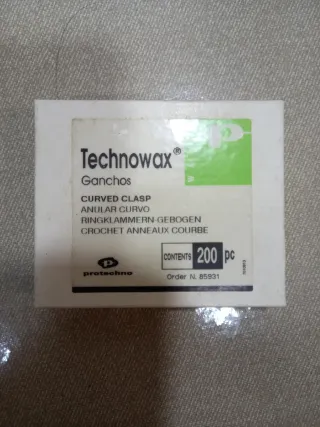 Technowax®
Ganchos
CURVED CLASP
ANULAR CURVO
RINGKLAMMERN-GEBOGEN
CROCHET ANNEAUX COURBE
CONTENTS 200 pc
Order N. 85931
protechno